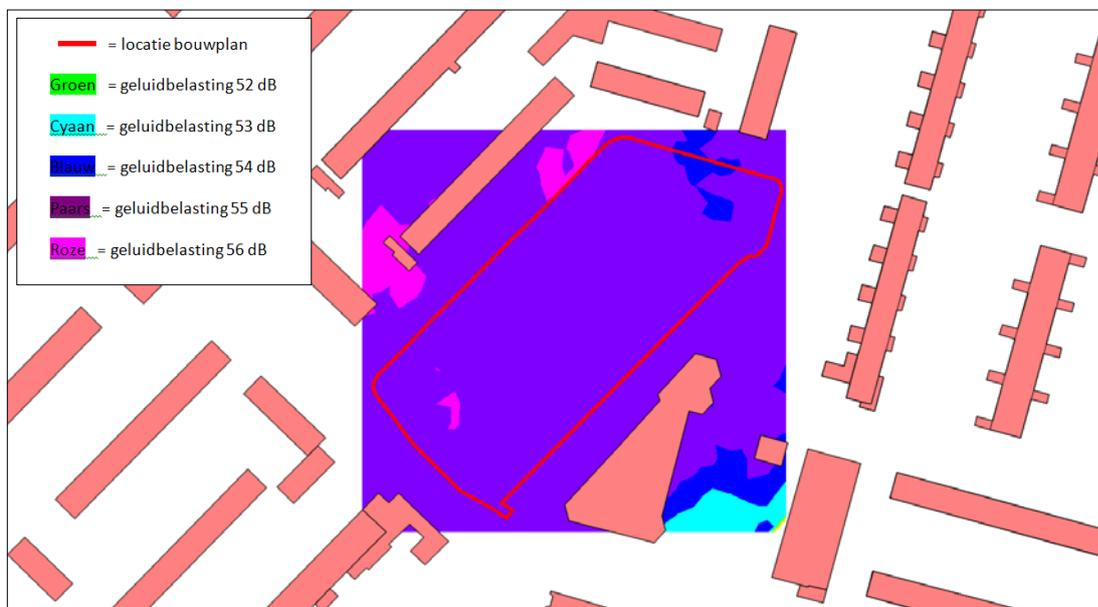 = locatie bouwplan
Groen = geluidbelasting 52 dB
Cyaan = geluidbelasting 53 dB
Blauw = geluidbelasting 54 dB
Paars = geluidbelasting 55 dB
Roze = geluidbelasting 56 dB